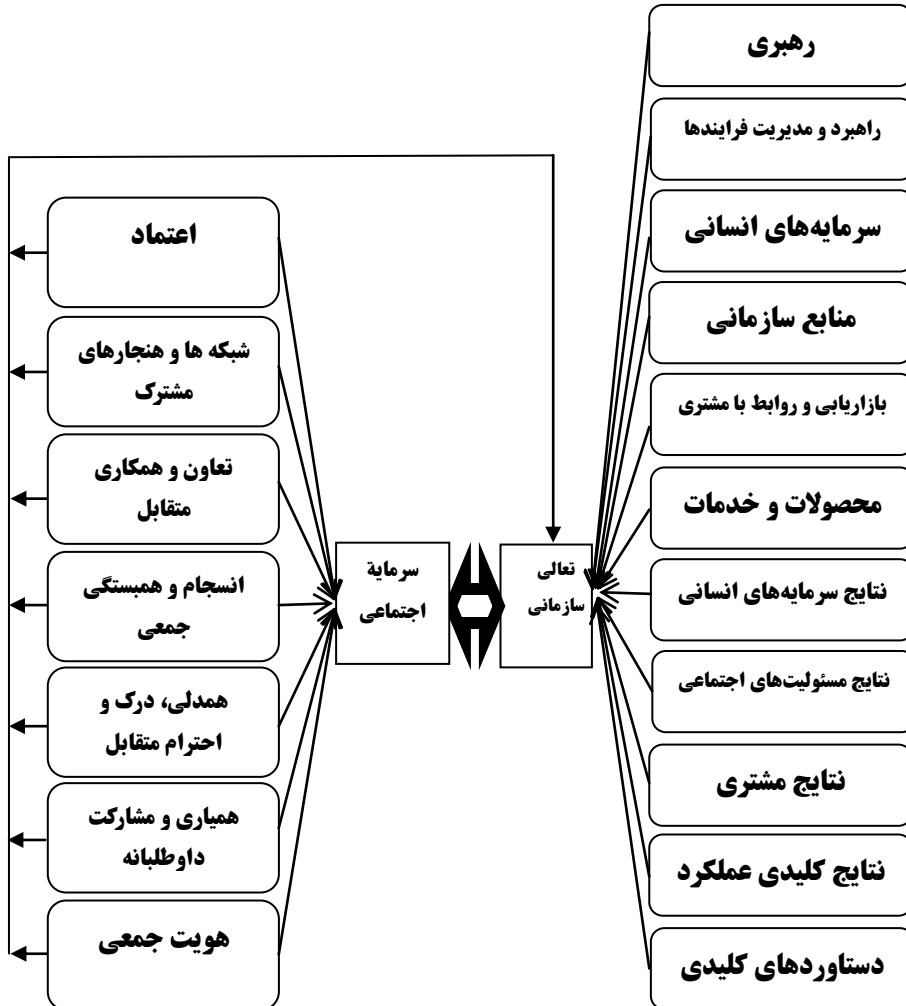 رهبری
راهبرد و مدیریت فرایندها
سرمایه‌های انسانی
منابع سازمانی
بازاریابی و روابط با مشتری
محصولات و خدمات
نتایج سرمایه‌های انسانی
نتایج مسئولیت‌های اجتماعی
نتایج مشتری
نتایج کلیدی عملکرد
دستاوردهای کلیدی
تعالی
سازمانی
سرمایة
اجتماعی
اعتماد
شبکه ها و هنجارهای
مشترک
تعاون و همکاری
متقابل
انسجام و همبستگی
جمعی
همدلی، درک و
احترام متقابل
همیاری و مشارکت
داوطلبانه
هویت جمعی